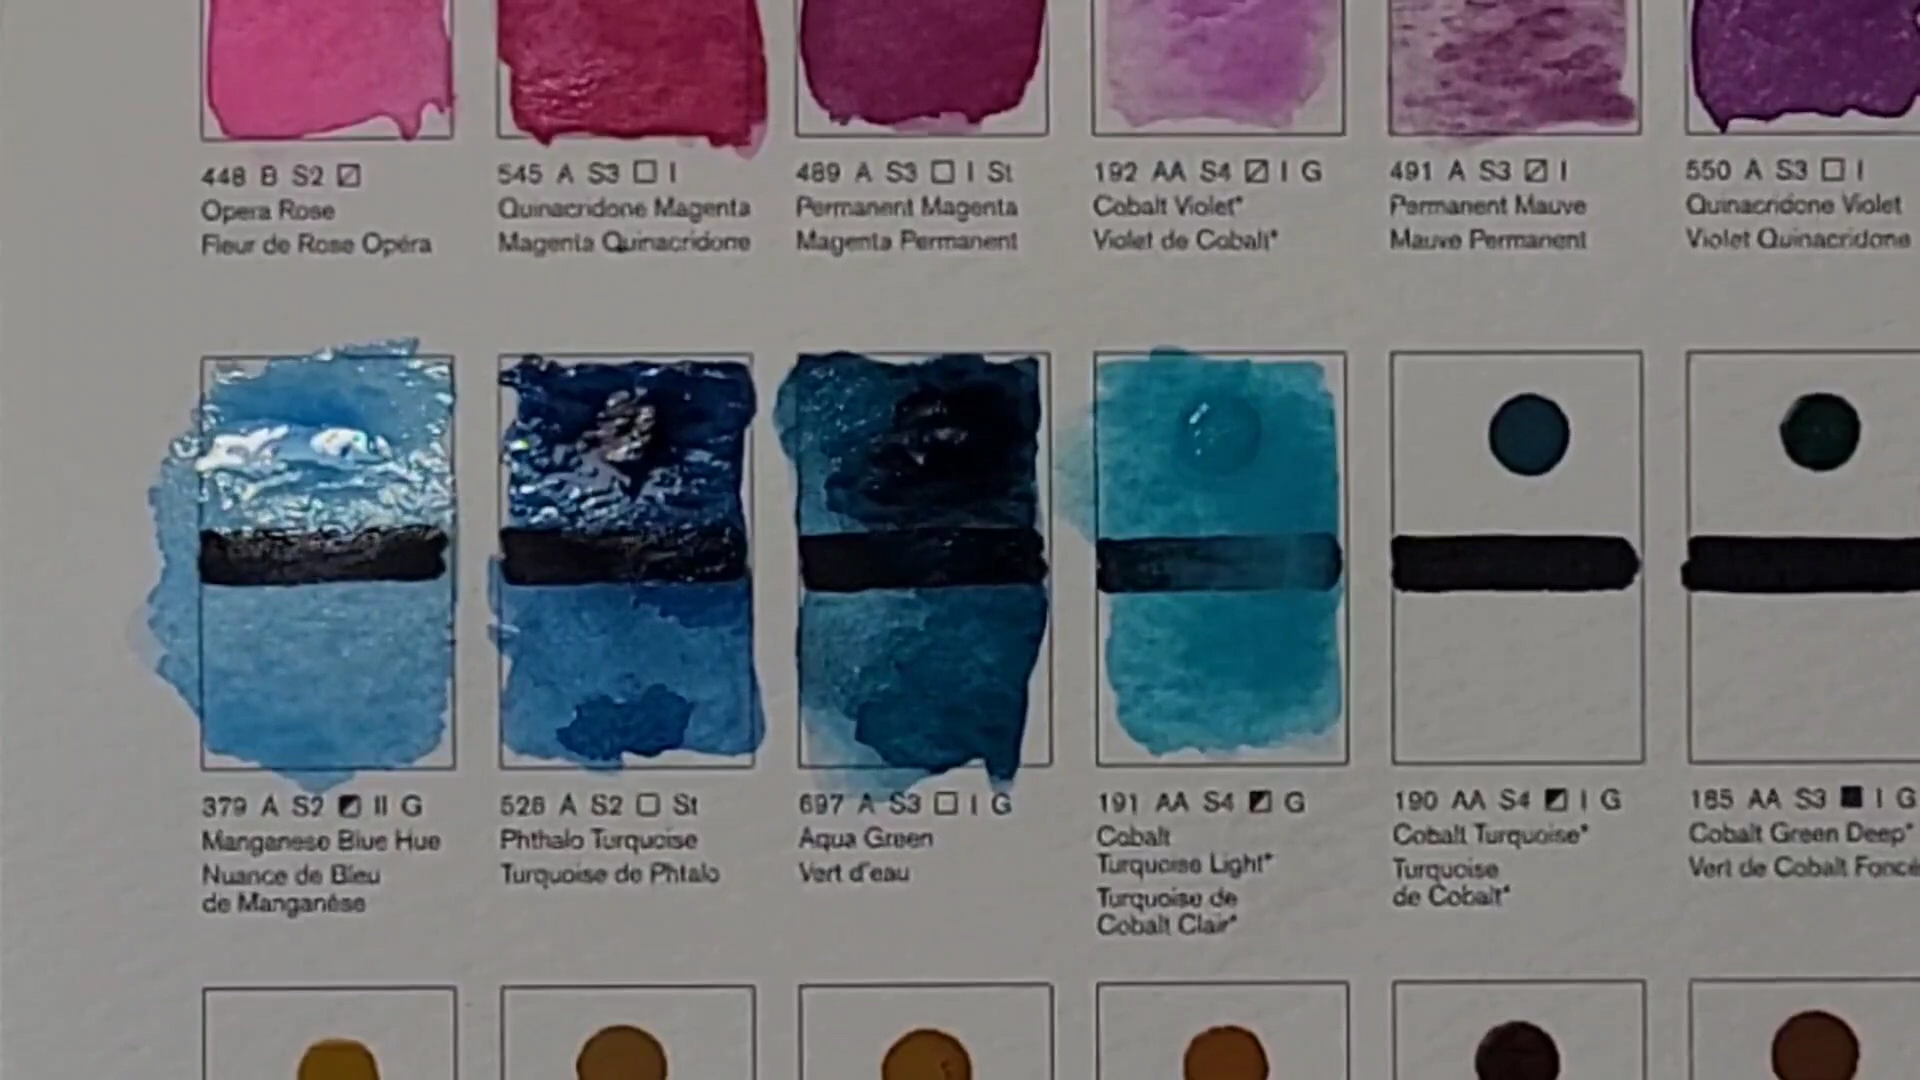 448 B S2
Opera Rose
Fleur de Rose Opéra
545 A S3 I
Quinacridone Magenta
Magenta Quinacridone
489 A S3 I St
Permanent Magenta
Magenta Permanent
192 AA S4 I G
Cobalt Violet*
Violet de Cobalt*
491 A S3 I
Permanent Mauve
Mauve Permanent
550 A S3 I
Quinacridone Violet
Violet Quinacridone
379 A S2 II G
Manganese Blue Hue
Nuance de Bleu
de Manganèse
526 A S2 St
Phthalo Turquoise
Turquoise de Phtalo
697 A S3 I G
Aqua Green
Vert d'eau
191 AA S4 G
Cobalt
Turquoise Light*
Turquoise de
Cobalt Clair*
190 AA S4 I G
Cobalt Turquoise*
Turquoise
de Cobalt*
185 AA S3 I G
Cobalt Green Deep*
Vert de Cobalt Foncé